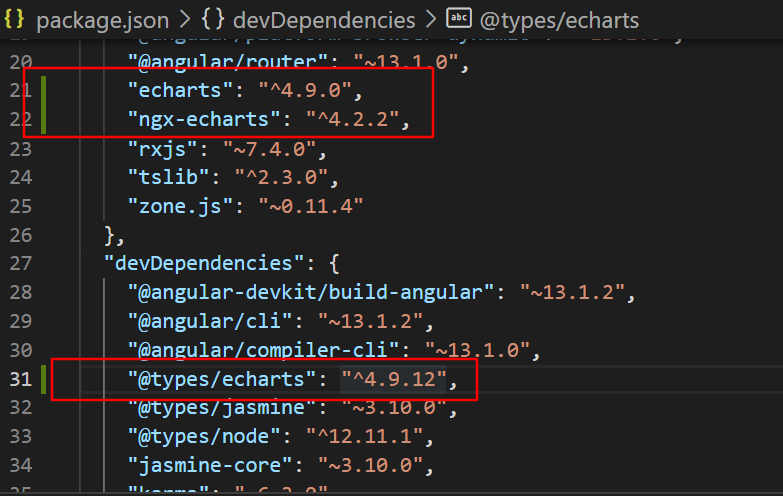 {} package.json > {} devDependencies > abc @types/echarts
20 "@angular/router": "~13.1.0",
21 "echarts": "^4.9.0",
22 "ngx-echarts": "^4.2.2",
23 "rxjs": "~7.4.0",
24 "tslib": "^2.3.0",
25 "zone.js": "~0.11.4"
26 },
27 "devDependencies": {
28 "@angular-devkit/build-angular": "~13.1.2",
29 "@angular/cli": "~13.1.2",
30 "@angular/compiler-cli": "~13.1.0",
31 "@types/echarts": "^4.9.12",
32 "@types/jasmine": "~3.10.0",
33 "@types/node": "^12.11.1",
34 "jasmine-core": "~3.10.0",